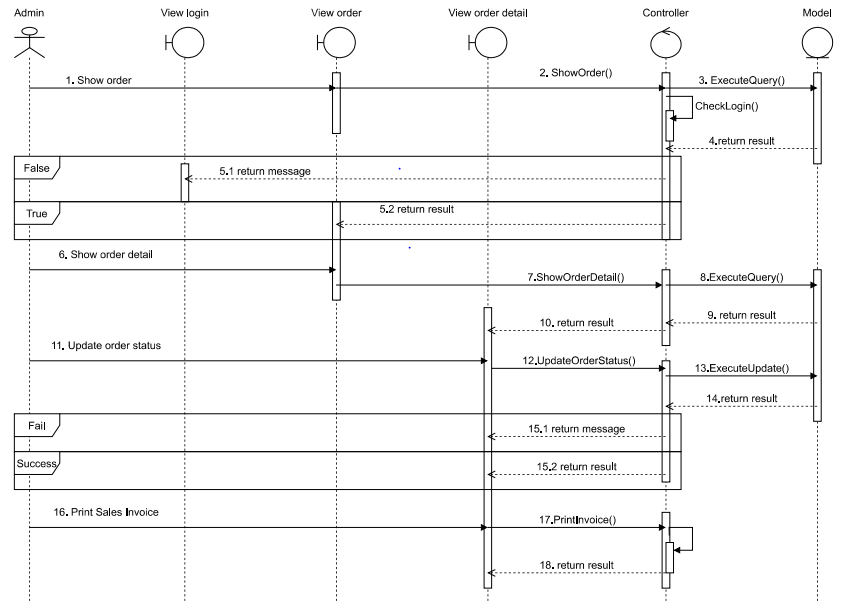 Admin
View login
View order
View order detail
Controller
Model
1. Show order
2. ShowOrder()
3. ExecuteQuery()
CheckLogin()
4.return result
False
5.1 return message
True
5.2 return result
6. Show order detail
7.ShowOrderDetail()
8.ExecuteQuery()
9. return result
10. return result
11. Update order status
12.UpdateOrderStatus()
13.ExecuteUpdate()
14.return result
Fail
15.1 return message
Success
15.2 return result
16. Print Sales Invoice
17.PrintInvoice()
18. return result